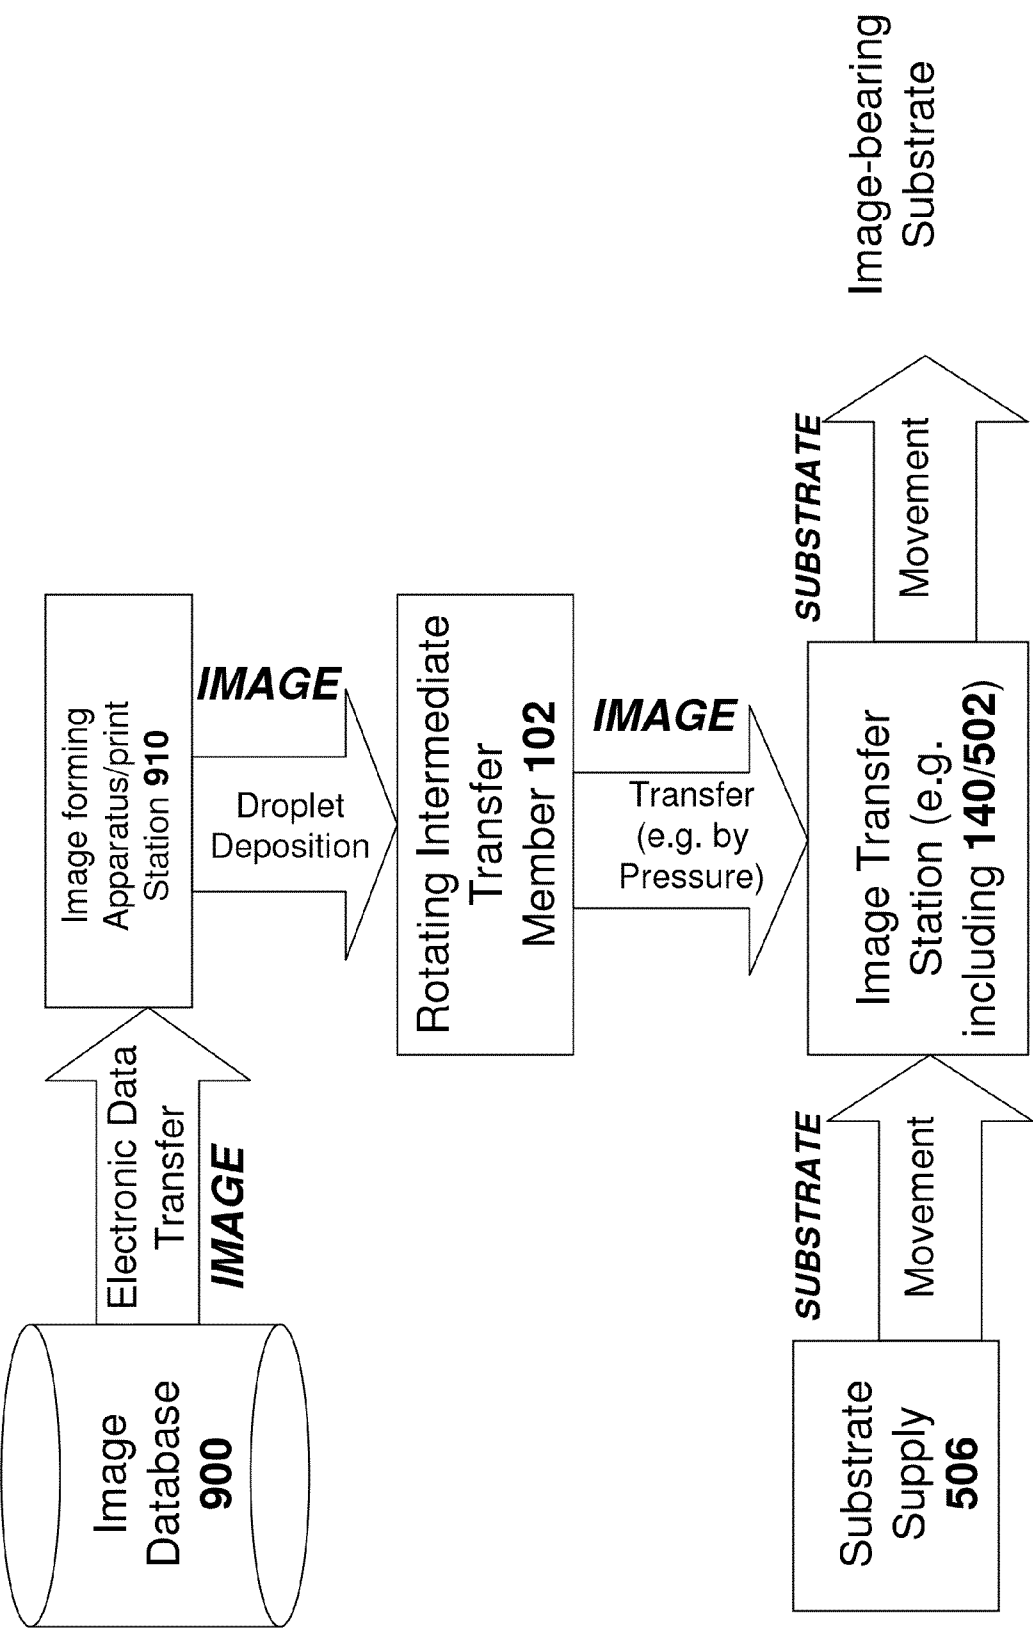 Image
Database
900
Electronic Data
Transfer
IMAGE
Image forming
Apparatus/print
Station 910
IMAGE
Droplet
Deposition
Rotating Intermediate
Transfer
Member 102
IMAGE
Transfer
(e.g. by
Pressure)
Substrate
Supply
506
SUBSTRATE
Movement
Image Transfer
Station (e.g.
including 140/502)
SUBSTRATE
Movement
Image-bearing
Substrate